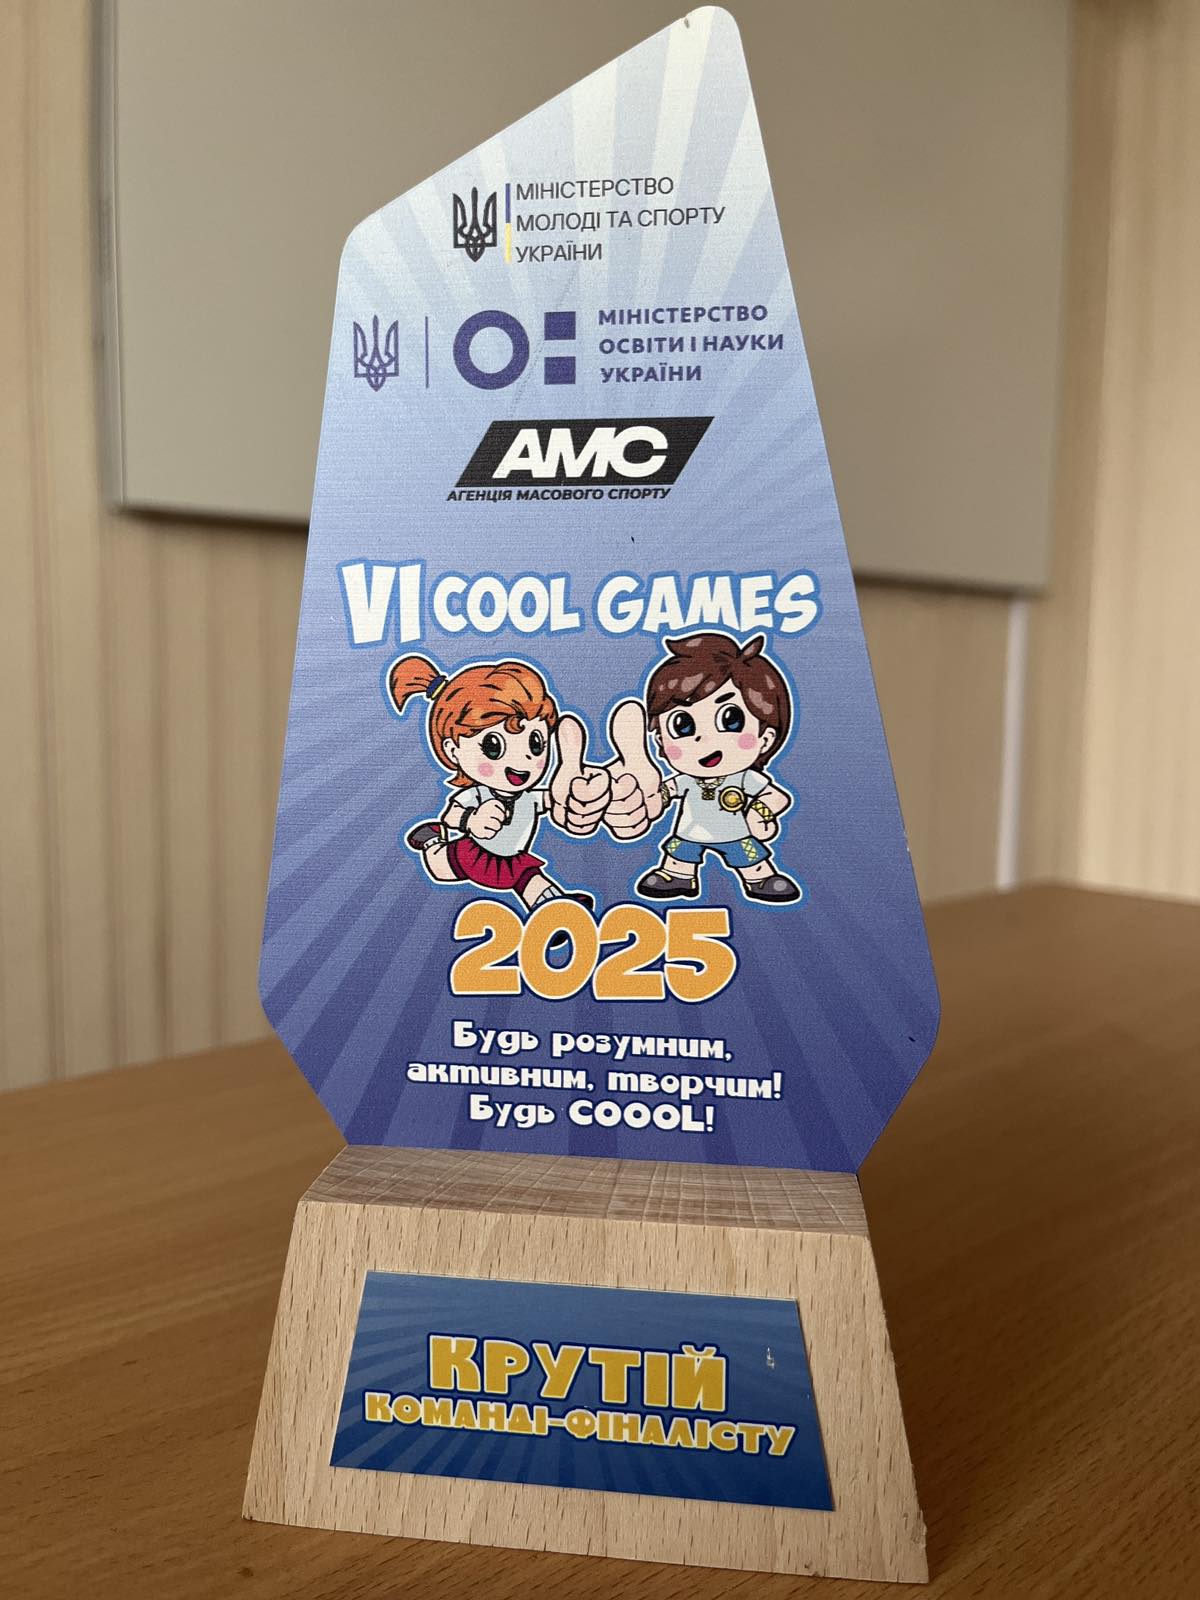 МІНІСТЕРСТВО
МОЛОДІ ТА СПОРТУ
УКРАЇНИ
МІНІСТЕРСТВО
ОСВІТИ І НАУКИ
УКРАЇНИ
АМС
АГЕНЦІЯ МАСОВОГО СПОРТУ
VI COOL GAMES
2025
Будь розумним,
активним, творчим!
Будь COOOL!
КРУТІЙ
КОМАНДІ-ФІНАЛІСТУ